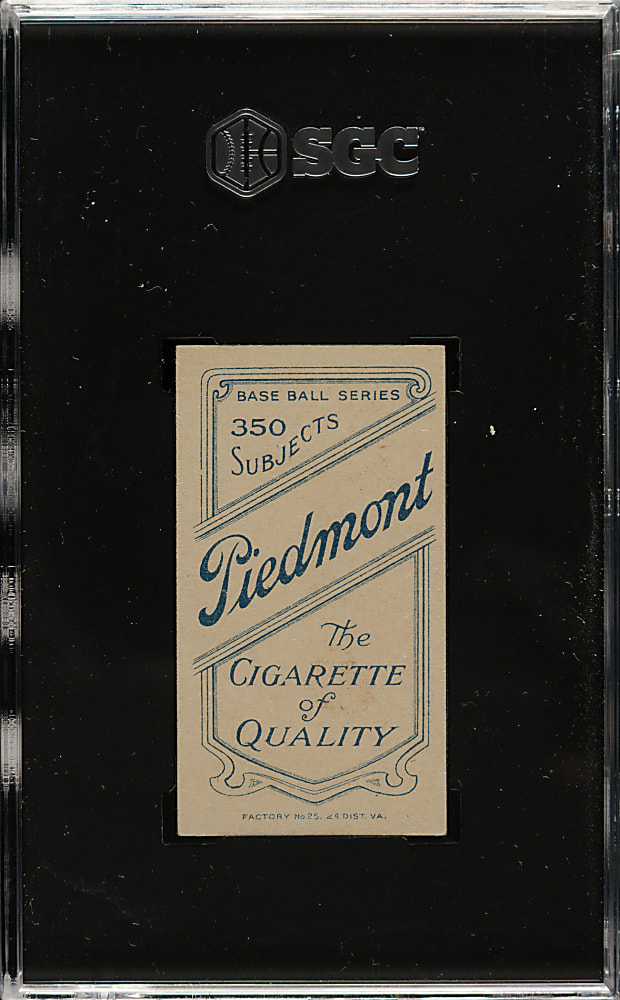 SGC
BASE BALL SERIES
350
SUBJECTS
Piedmont
The
CIGARETTE
of
QUALITY
FACTORY No 25. 2d DIST. VA.